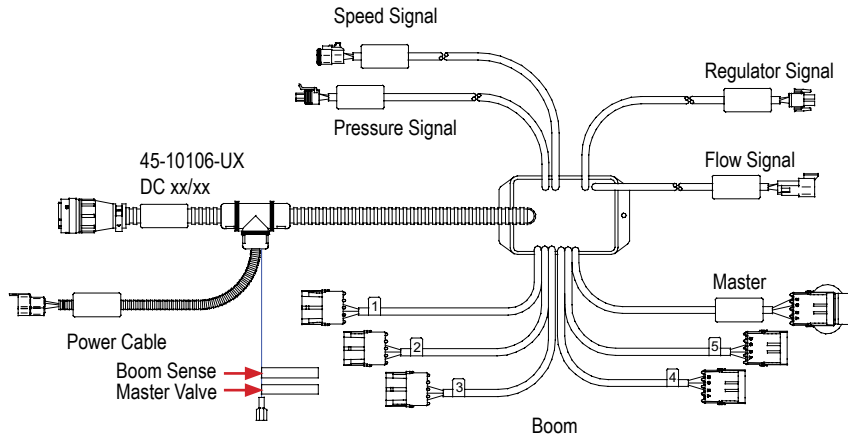 Speed Signal
Regulator Signal
Pressure Signal
45-10106-UX
DC xx/xx
Flow Signal
Master
1
2
3
5
4
Power Cable
Boom Sense
Master Valve
Boom